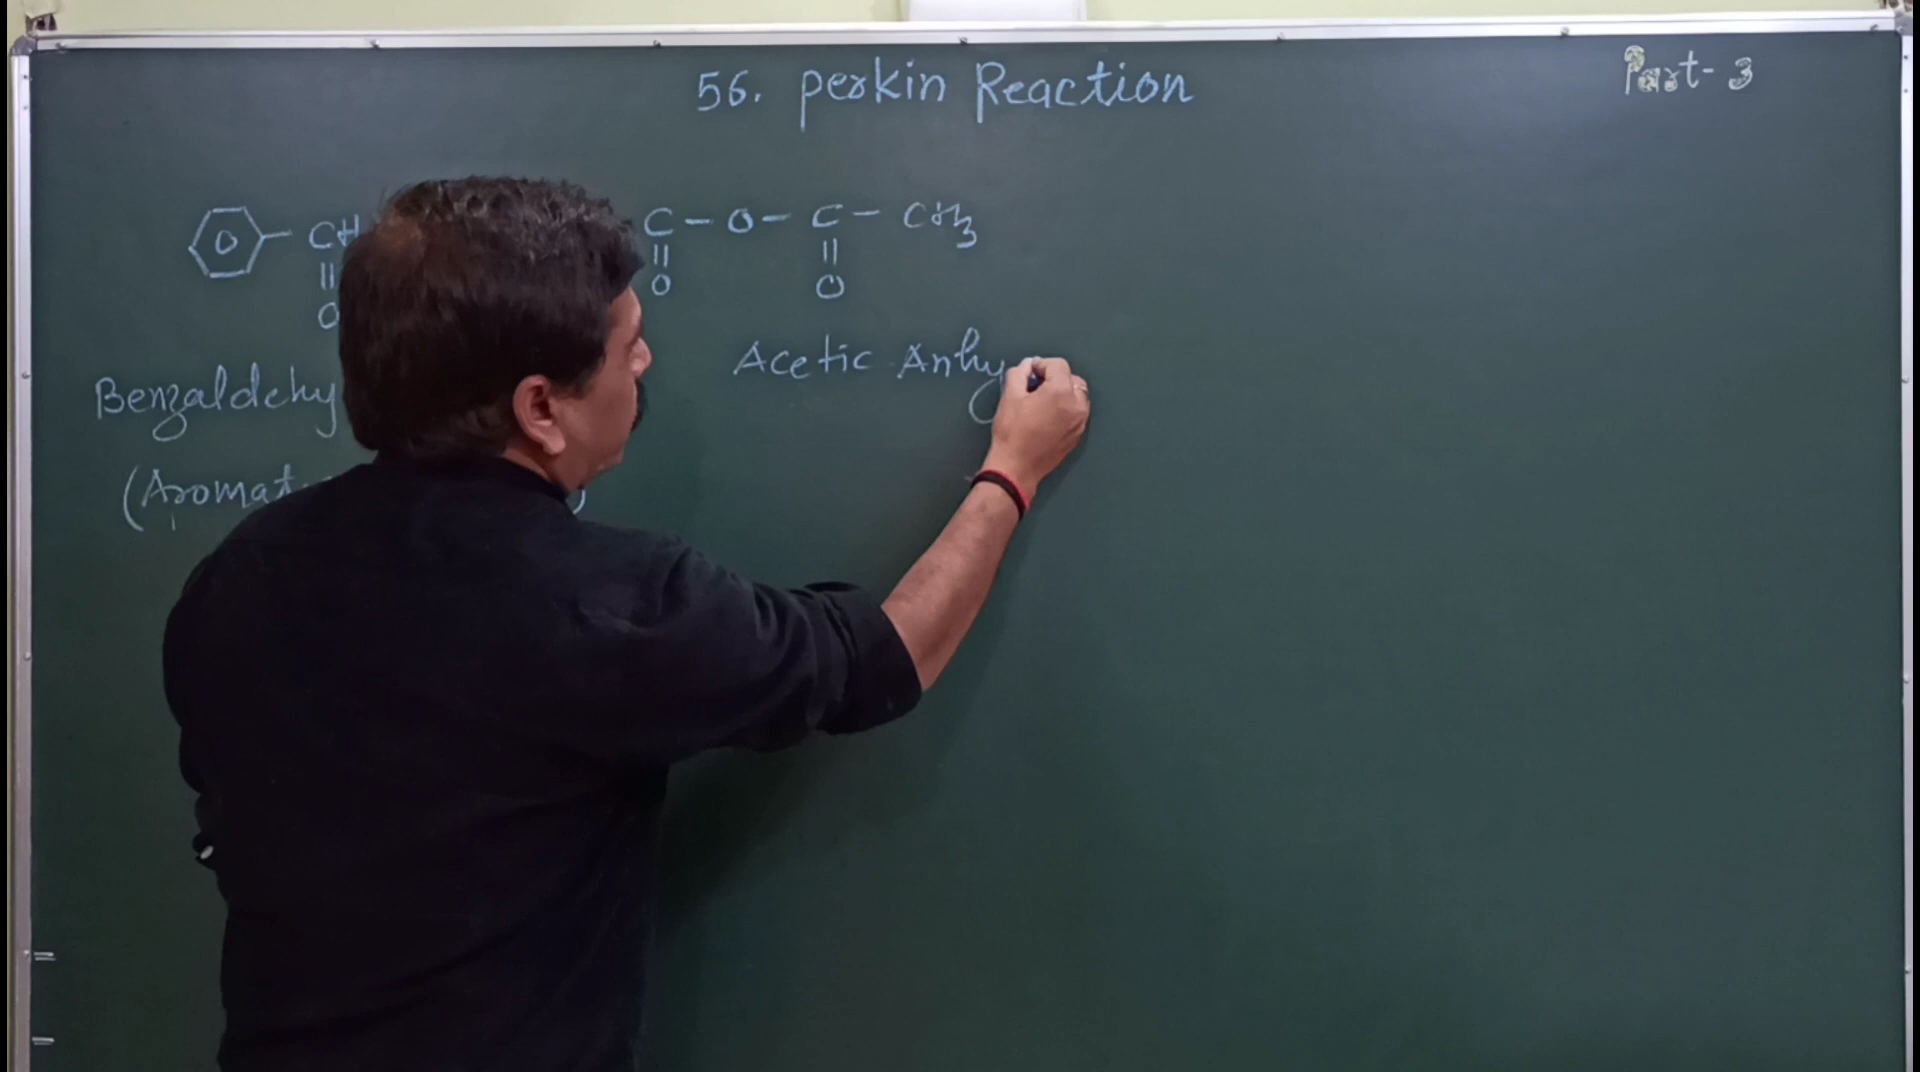 56. Perkin Reaction
Part-3
CH C-O-C-CH3
|| || ||
O O O
Acetic Anhy
Benzaldehy
(Aromat )